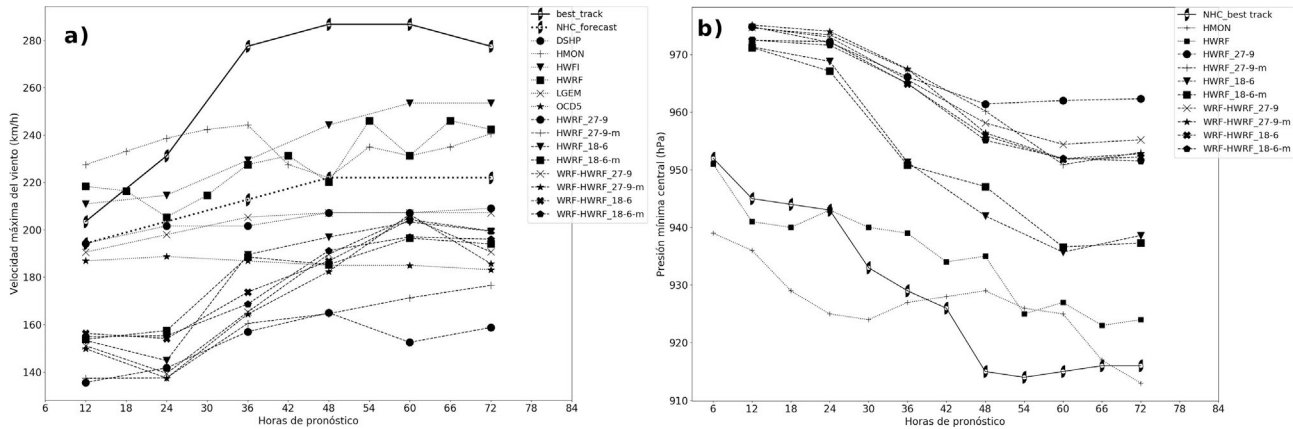 a)
Velocidad máxima del viento (km/h)
280
260
240
220
200
180
160
140
6 12 18 24 30 36 42 48 54 60 66 72 78 84
Horas de pronóstico
best_track
NHC_forecast
DSHP
HMON
HWFI
HWRF
LGEM
OCD5
HWRF_27-9
HWRF_27-9-m
HWRF_18-6
HWRF_18-6-m
WRF-HWRF_27-9
WRF-HWRF_27-9-m
WRF-HWRF_18-6
WRF-HWRF_18-6-m
b)
Presión mínima central (hPa)
970
960
950
940
930
920
910
6 12 18 24 30 36 42 48 54 60 66 72 78 84
Horas de pronóstico
NHC_best track
HMON
HWRF
HWRF_27-9
HWRF_27-9-m
HWRF_18-6
HWRF_18-6-m
WRF-HWRF_27-9
WRF-HWRF_27-9-m
WRF-HWRF_18-6
WRF-HWRF_18-6-m